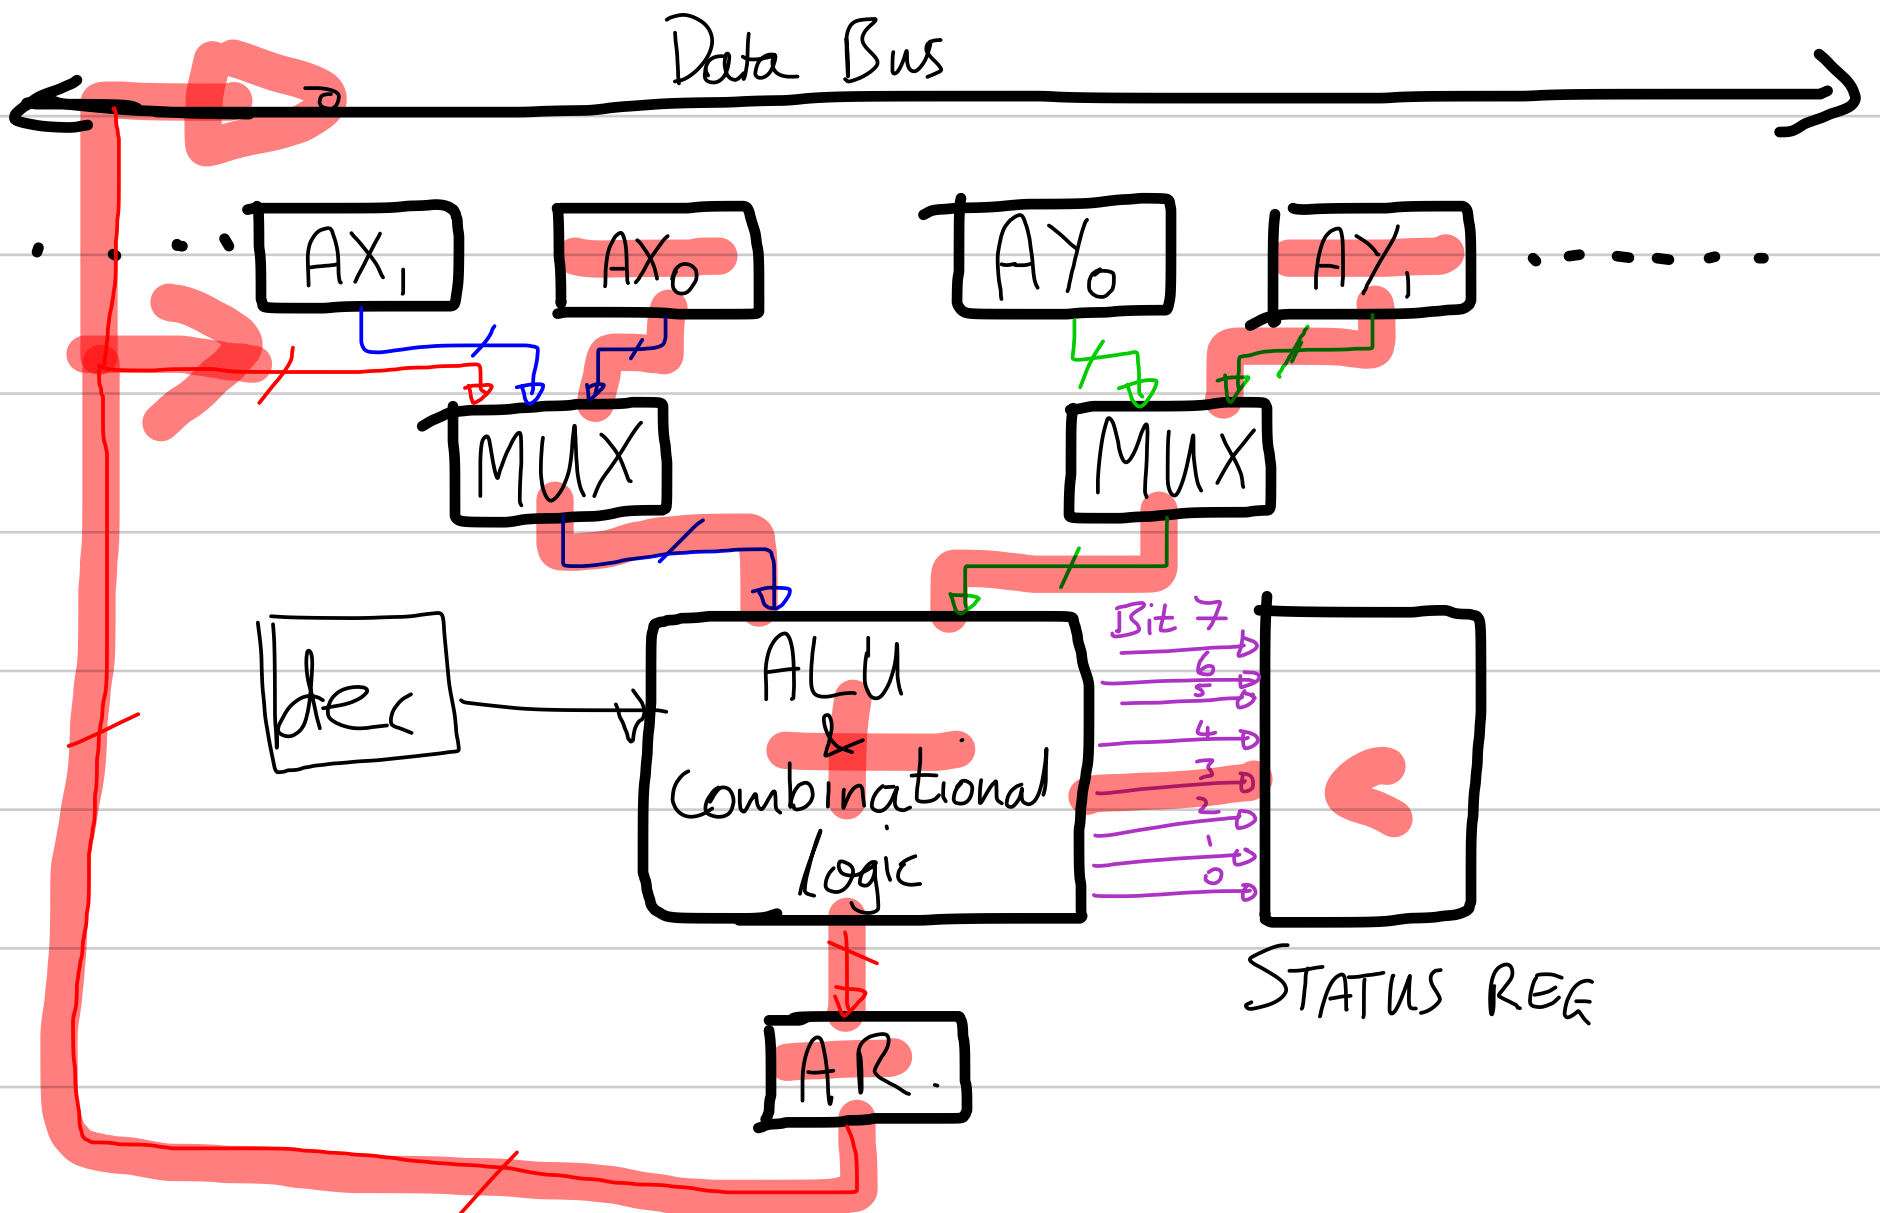 Data Bus
AX1
AX0
AY0
AY1
MUX
MUX
Bit 7
6
5
4
3
2
1
0
dec
ALU
&
Combinational
Logic
STATUS REG
AR